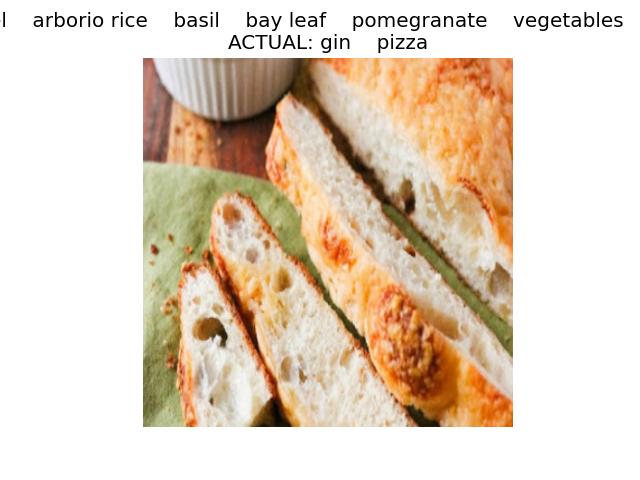 arborio rice basil bay leaf pomegranate vegetables
ACTUAL: gin pizza